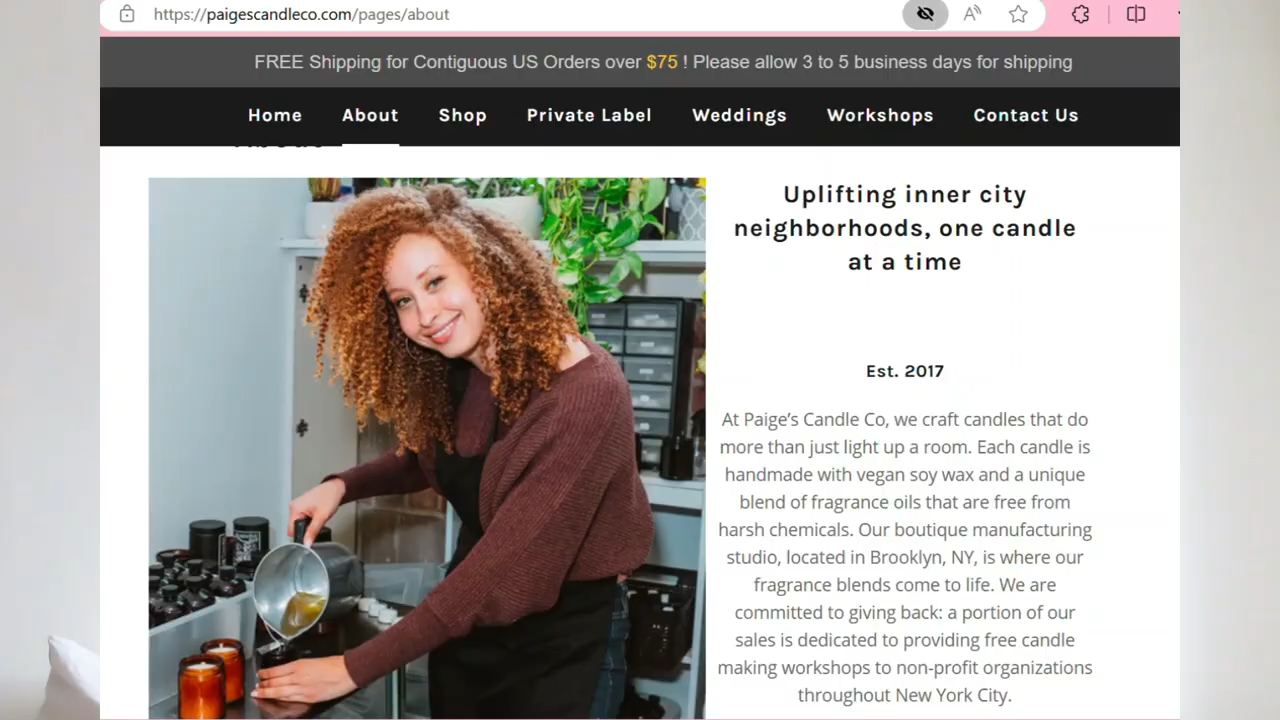 https://paigescandleco.com/pages/about
FREE Shipping for Contiguous US Orders over $75 ! Please allow 3 to 5 business days for shipping
Home About Shop Private Label Weddings Workshops Contact Us
Uplifting inner city
neighborhoods, one candle
at a time
Est. 2017
At Paige’s Candle Co, we craft candles that do
more than just light up a room. Each candle is
handmade with vegan soy wax and a unique
blend of fragrance oils that are free from
harsh chemicals. Our boutique manufacturing
studio, located in Brooklyn, NY, is where our
fragrance blends come to life. We are
committed to giving back: a portion of our
sales is dedicated to providing free candle
making workshops to non-profit organizations
throughout New York City.